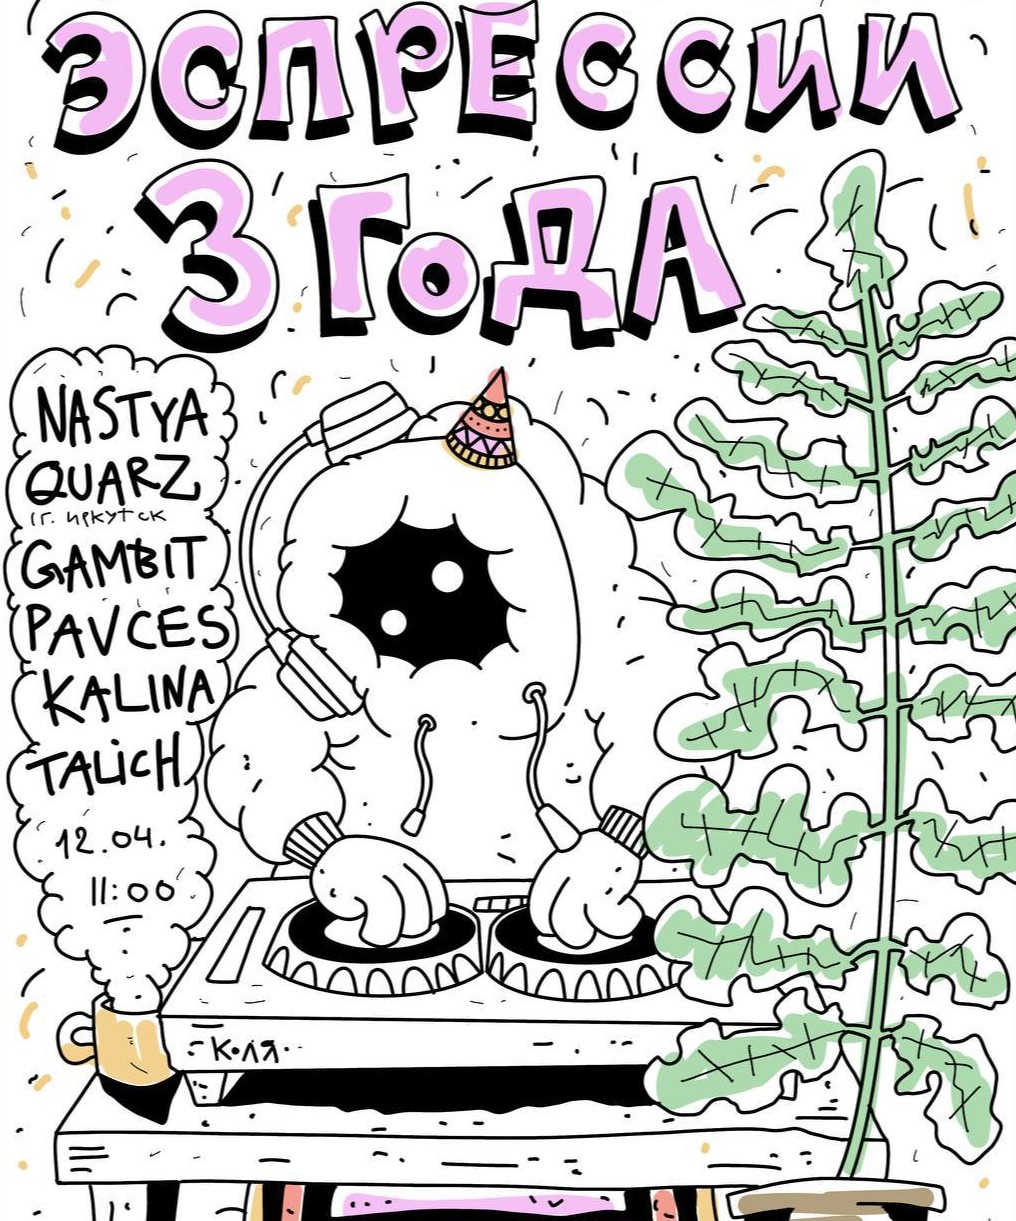 ЭСПРЕССИИ
3 ГОДА
NASTYA
QUARZ
(г. иркутск
GAMBIT
PAVCES
KALINA
TALiCH
12.04.
11:00
Коля